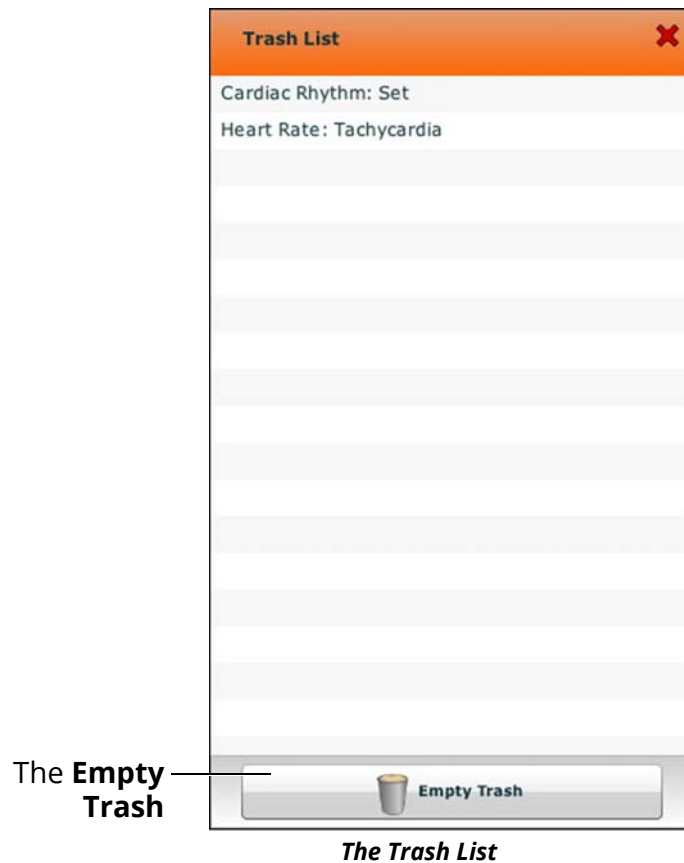 Trash List
Cardiac Rhythm: Set
Heart Rate: Tachycardia
The Empty
Trash
Empty Trash
The Trash List